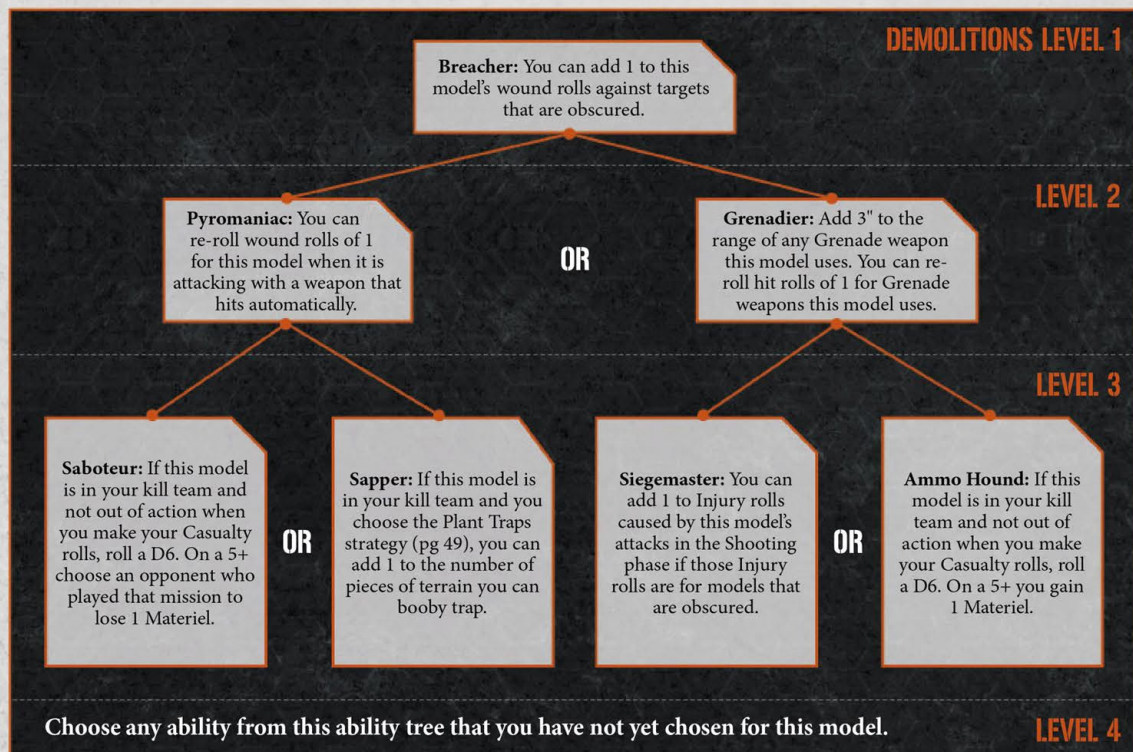 DEMOLITIONS LEVEL 1
Breacher: You can add 1 to this
model's wound rolls against targets
that are obscured.
LEVEL 2
Pyromaniac: You can
re-roll wound rolls of 1
for this model when it is
attacking with a weapon that
hits automatically.
OR
Grenadier: Add 3" to the
range of any Grenade weapon
this model uses. You can re-
roll hit rolls of 1 for Grenade
weapons this model uses.
LEVEL 3
Saboteur: If this model
is in your kill team and
not out of action when
you make your Casualty
rolls, roll a D6. On a 5+
choose an opponent who
played that mission to
lose 1 Materiel.
OR
Sapper: If this model is
in your kill team and you
choose the Plant Traps
strategy (pg 49), you can
add 1 to the number of
pieces of terrain you can
booby trap.
Siegemaster: You can
add 1 to Injury rolls
caused by this model's
attacks in the Shooting
phase if those Injury
rolls are for models that
are obscured.
OR
Ammo Hound: If this
model is in your kill
team and not out of
action when you make
your Casualty rolls, roll
a D6. On a 5+ you gain
1 Materiel.
Choose any ability from this ability tree that you have not yet chosen for this model.
LEVEL 4